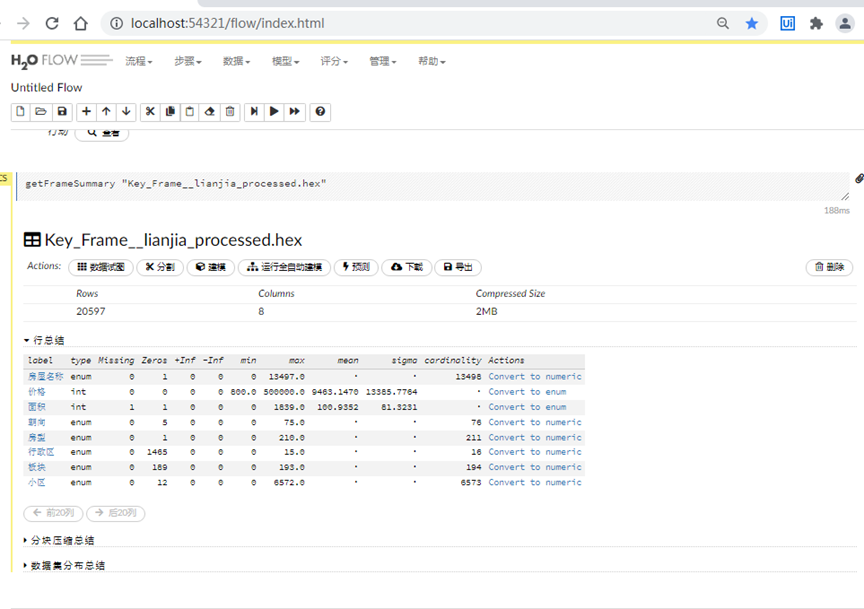 localhost:54321/flow/index.html
H2O FLOW 流程 步骤 数据 模型 评分 管理 帮助
Untitled Flow
行动 查看
CS
getFrameSummary "Key_Frame__lianjia_processed.hex"
188ms
Key_Frame__lianjia_processed.hex
Actions: 数据试图 分割 建模 运行全自动建模 预测 下载 导出 删除
Rows Columns Compressed Size
20597 8 2MB
行总结
label type Missing Zeros +Inf -Inf min max mean sigma cardinality Actions
房屋名称 enum 0 1 0 0 0 13497.0 · · 13498 Convert to numeric
价格 int 0 0 0 0 800.0 500000.0 9463.1470 13385.7764 · Convert to enum
面积 int 1 1 0 0 0 1839.0 100.9352 81.3231 · Convert to enum
朝向 enum 0 5 0 0 0 75.0 · · 76 Convert to numeric
房型 enum 0 1 0 0 0 210.0 · · 211 Convert to numeric
行政区 enum 0 1465 0 0 0 15.0 · · 16 Convert to numeric
板块 enum 0 189 0 0 0 193.0 · · 194 Convert to numeric
小区 enum 0 12 0 0 0 6572.0 · · 6573 Convert to numeric
← 前20列 → 后20列
分块压缩总结
数据集分布总结